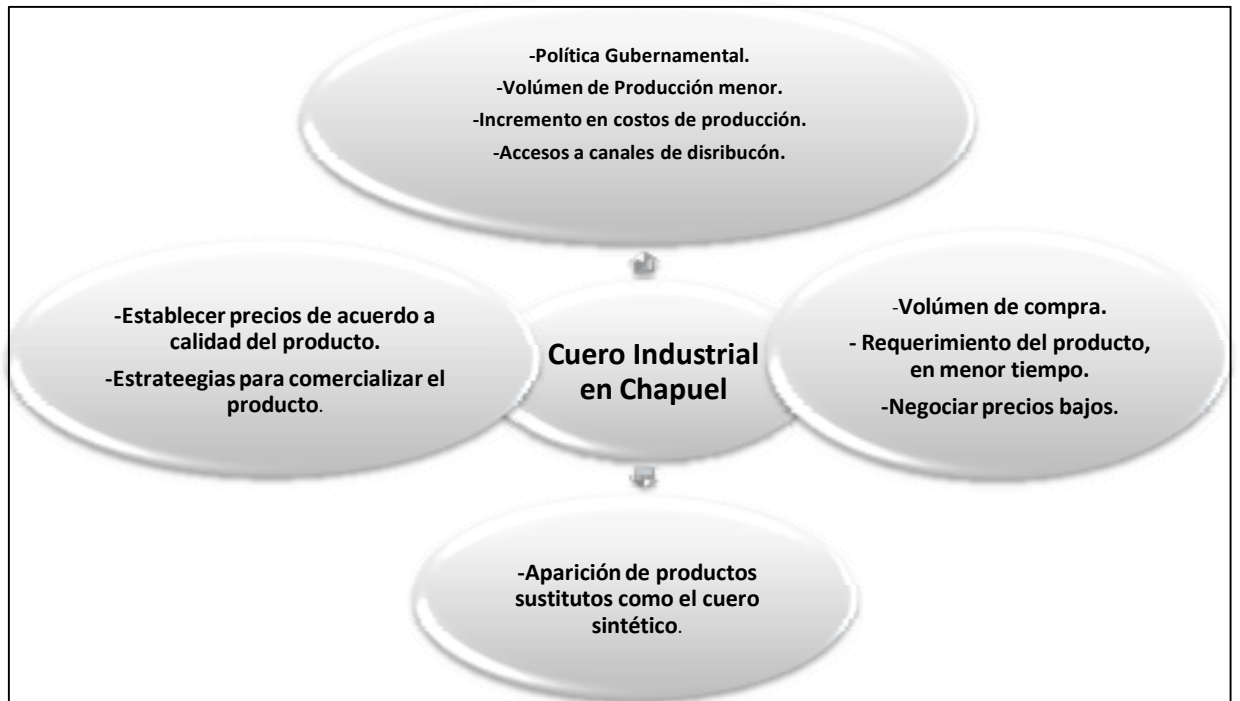 -Política Gubernamental.
-Volúmen de Producción menor.
-Incremento en costos de producción.
-Accesos a canales de disribucón.
-Establecer precios de acuerdo a
calidad del producto.
-Estrateegias para comercializar el
producto.
Cuero Industrial
en Chapuel
-Volúmen de compra.
- Requerimiento del producto,
en menor tiempo.
-Negociar precios bajos.
-Aparición de productos
sustitutos como el cuero
sintético.